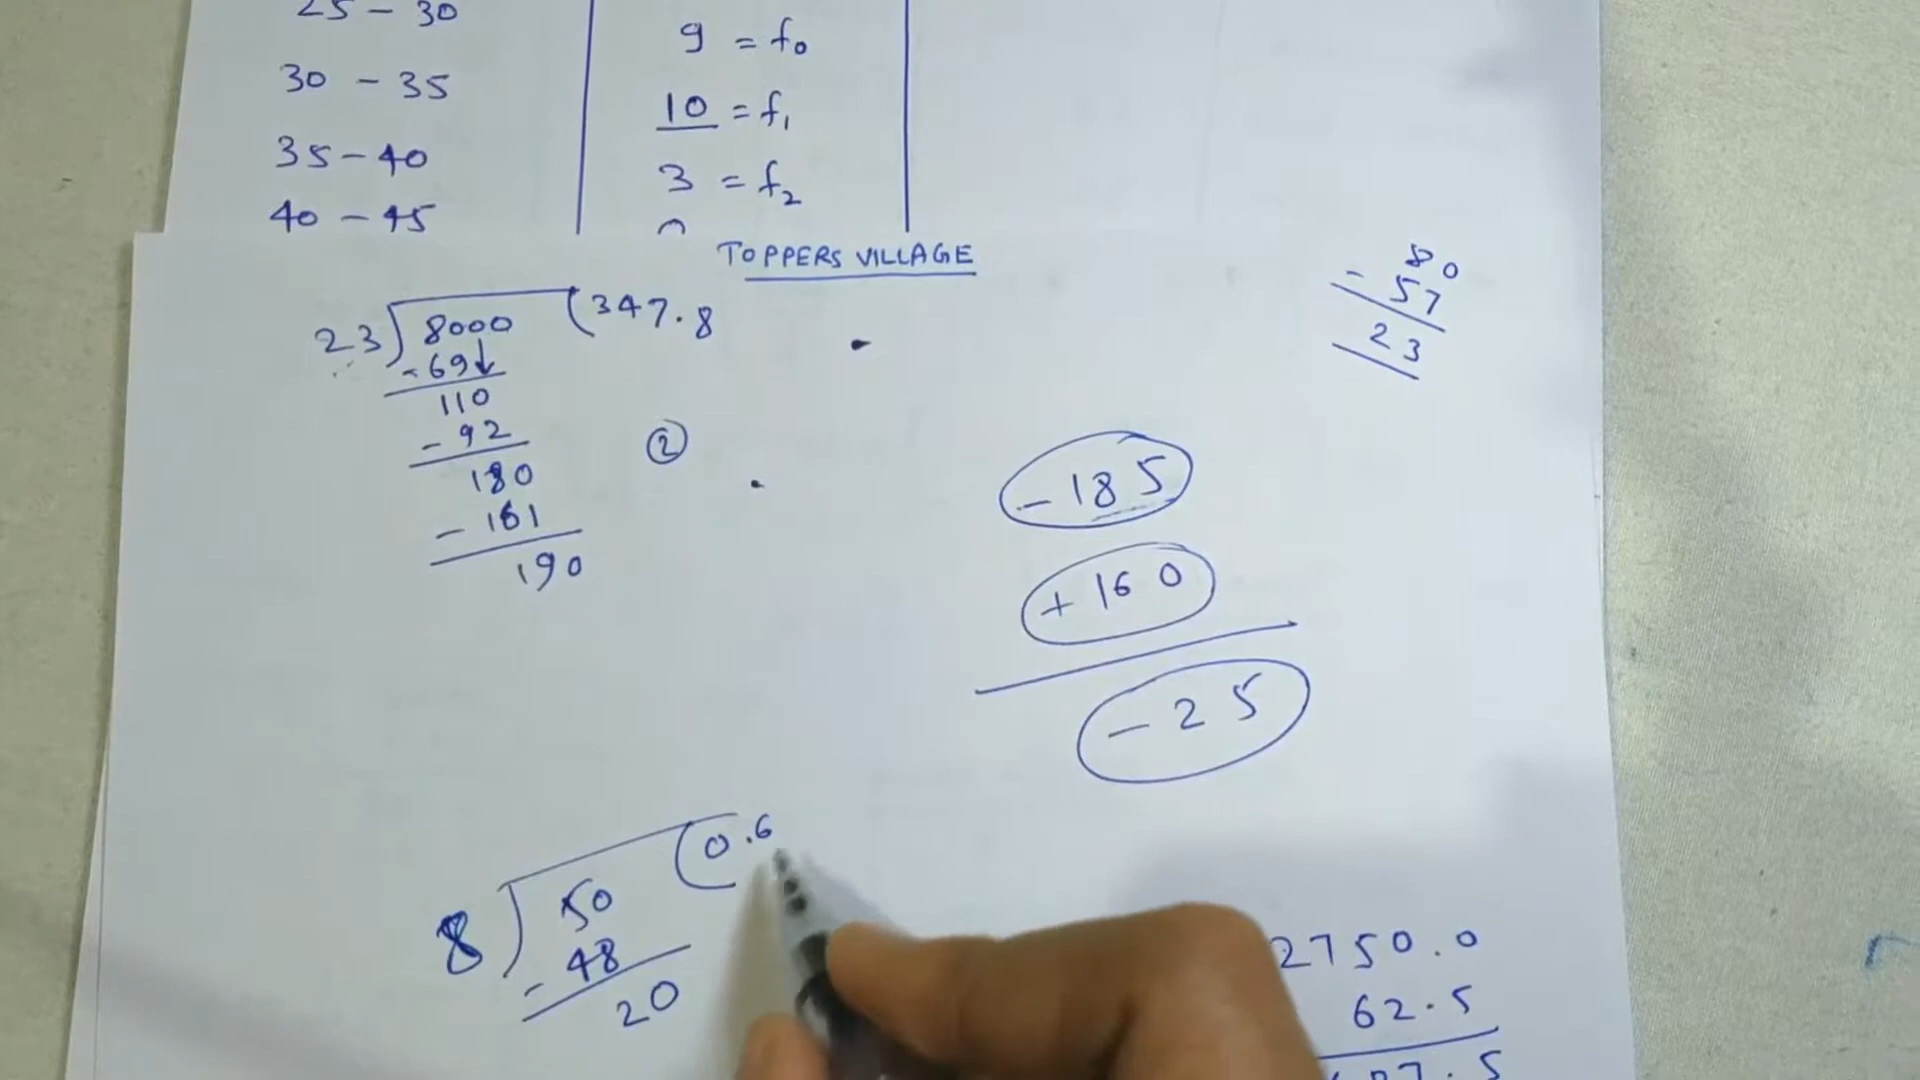 25 - 30
9 = f₀
30 - 35
10 = f₁
35 - 40
3 = f₂
40 - 45
TOPPERS VILLAGE
23 ) 8000 ( 347.8
- 69 ↓
110
- 92
180
- 161
190
②
80
- 57
23
- 185
+ 160
- 25
8 ) 50 ( 0.6
- 48
20
2750.0
62.5
7.5